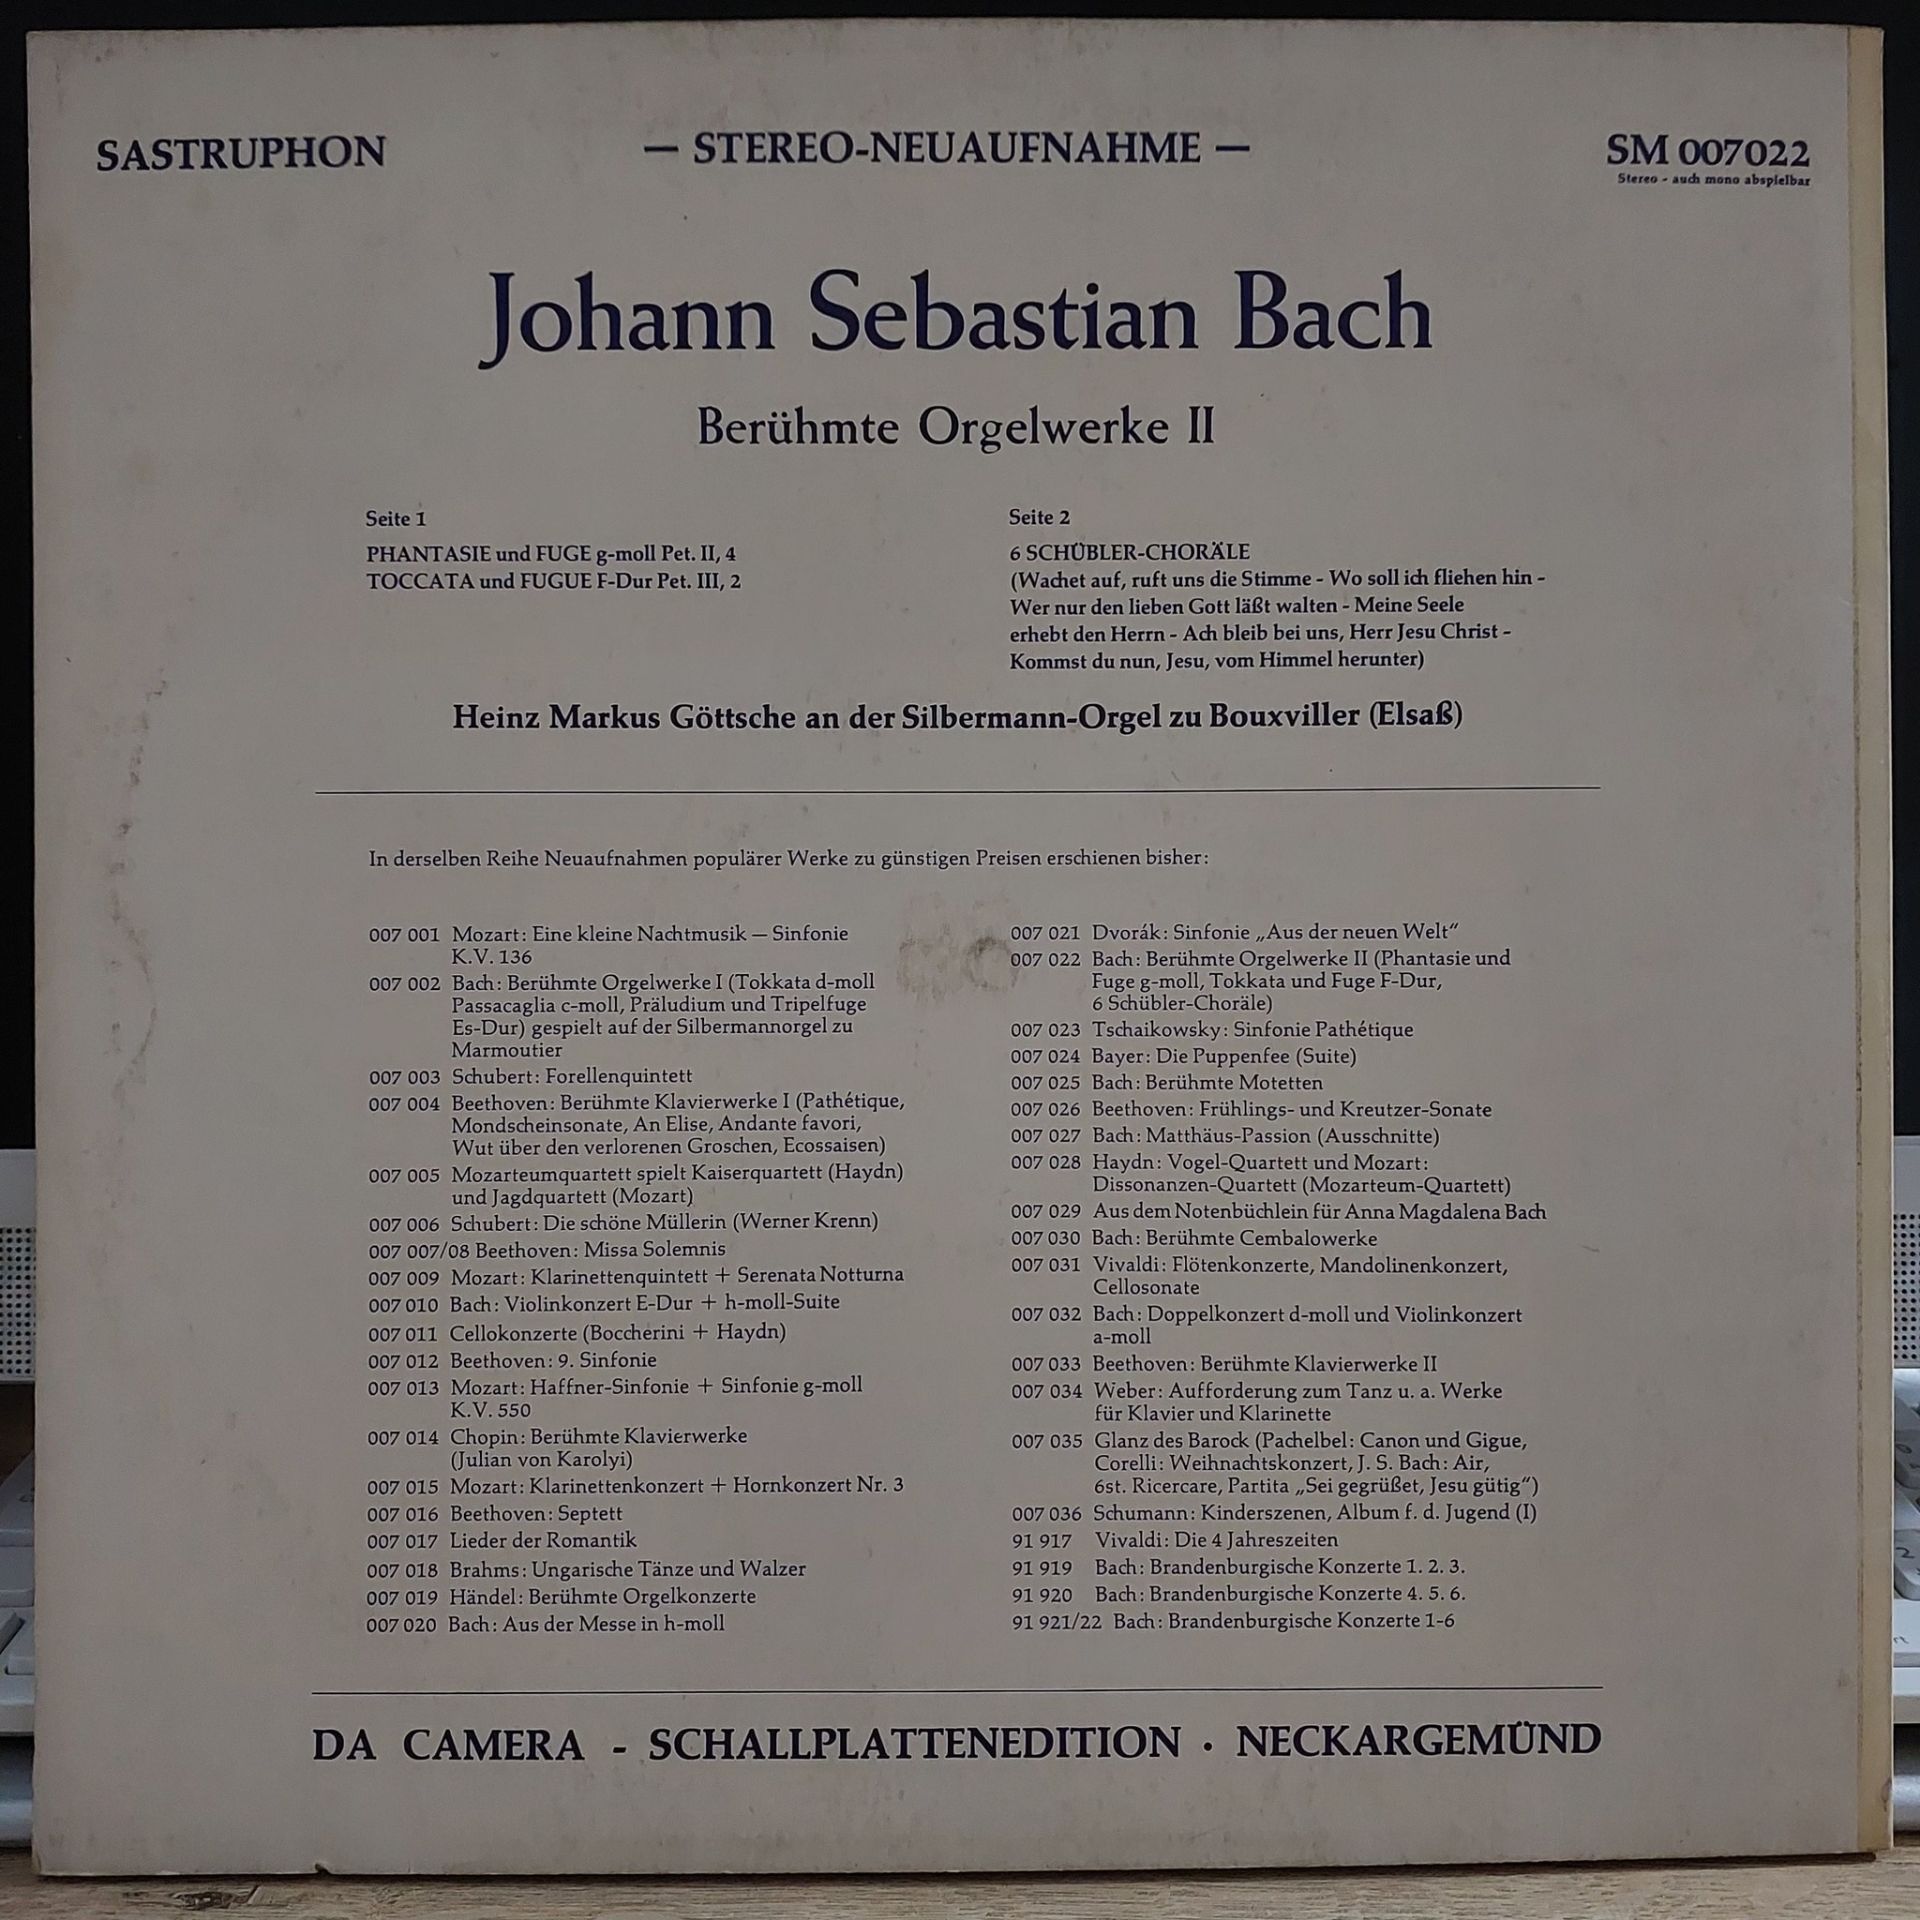 SASTRUPHON
— STEREO-NEUAUFNAHME —
SM 007022
Stereo - auch mono abspielbar
Johann Sebastian Bach
Berühmte Orgelwerke II
Seite 1
PHANTASIE und FUGE g-moll Pet. II, 4
TOCCATA und FUGUE F-Dur Pet. III, 2
Seite 2
6 SCHÜBLER-CHORÄLE
(Wachet auf, ruft uns die Stimme - Wo soll ich fliehen hin -
Wer nur den lieben Gott läßt walten - Meine Seele
erhebt den Herrn - Ach bleib bei uns, Herr Jesu Christ -
Kommst du nun, Jesu, vom Himmel herunter)
Heinz Markus Göttsche an der Silbermann-Orgel zu Bouxviller (Elsaß)
In derselben Reihe Neuaufnahmen populärer Werke zu günstigen Preisen erschienen bisher:
007 001 Mozart: Eine kleine Nachtmusik — Sinfonie
K.V. 136
007 002 Bach: Berühmte Orgelwerke I (Tokkata d-moll
Passacaglia c-moll, Präludium und Tripelfuge
Es-Dur) gespielt auf der Silbermannorgel zu
Marmoutier
007 003 Schubert: Forellenquintett
007 004 Beethoven: Berühmte Klavierwerke I (Pathétique,
Mondscheinsonate, An Elise, Andante favori,
Wut über den verlorenen Groschen, Ecossaisen)
007 005 Mozarteumquartett spielt Kaiserquartett (Haydn)
und Jagdquartett (Mozart)
007 006 Schubert: Die schöne Müllerin (Werner Krenn)
007 007/08 Beethoven: Missa Solemnis
007 009 Mozart: Klarinettenquintett + Serenata Notturna
007 010 Bach: Violinkonzert E-Dur + h-moll-Suite
007 011 Cellokonzerte (Boccherini + Haydn)
007 012 Beethoven: 9. Sinfonie
007 013 Mozart: Haffner-Sinfonie + Sinfonie g-moll
K.V. 550
007 014 Chopin: Berühmte Klavierwerke
(Julian von Karolyi)
007 015 Mozart: Klarinettenkonzert + Hornkonzert Nr. 3
007 016 Beethoven: Septett
007 017 Lieder der Romantik
007 018 Brahms: Ungarische Tänze und Walzer
007 019 Händel: Berühmte Orgelkonzerte
007 020 Bach: Aus der Messe in h-moll
007 021 Dvorák: Sinfonie „Aus der neuen Welt“
007 022 Bach: Berühmte Orgelwerke II (Phantasie und
Fuge g-moll, Tokkata und Fuge F-Dur,
6 Schübler-Choräle)
007 023 Tschaikowsky: Sinfonie Pathétique
007 024 Bayer: Die Puppenfee (Suite)
007 025 Bach: Berühmte Motetten
007 026 Beethoven: Frühlings- und Kreutzer-Sonate
007 027 Bach: Matthäus-Passion (Ausschnitte)
007 028 Haydn: Vogel-Quartett und Mozart:
Dissonanzen-Quartett (Mozarteum-Quartett)
007 029 Aus dem Notenbüchlein für Anna Magdalena Bach
007 030 Bach: Berühmte Cembalowerke
007 031 Vivaldi: Flötenkonzerte, Mandolinenkonzert,
Cellosonate
007 032 Bach: Doppelkonzert d-moll und Violinkonzert
a-moll
007 033 Beethoven: Berühmte Klavierwerke II
007 034 Weber: Aufforderung zum Tanz u. a. Werke
für Klavier und Klarinette
007 035 Glanz des Barock (Pachelbel: Canon und Gigue,
Corelli: Weihnachtskonzert, J. S. Bach: Air,
6st. Ricercare, Partita „Sei gegrüßet, Jesu gütig“)
007 036 Schumann: Kinderszenen, Album f. d. Jugend (I)
91 917 Vivaldi: Die 4 Jahreszeiten
91 919 Bach: Brandenburgische Konzerte 1. 2. 3.
91 920 Bach: Brandenburgische Konzerte 4. 5. 6.
91 921/22 Bach: Brandenburgische Konzerte 1-6
DA CAMERA - SCHALLPLATTENEDITION · NECKARGEMÜND